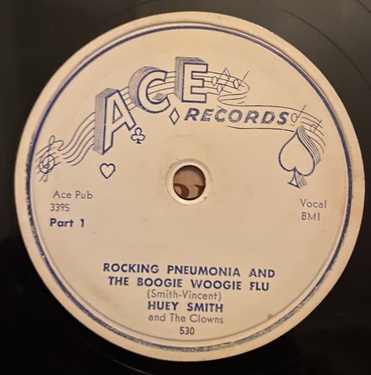 ACE
RECORDS
Ace Pub
3395
Part 1
Vocal
BMI
ROCKING PNEUMONIA AND
THE BOOGIE WOOGIE FLU
(Smith-Vincent)
HUEY SMITH
and The Clowns
530